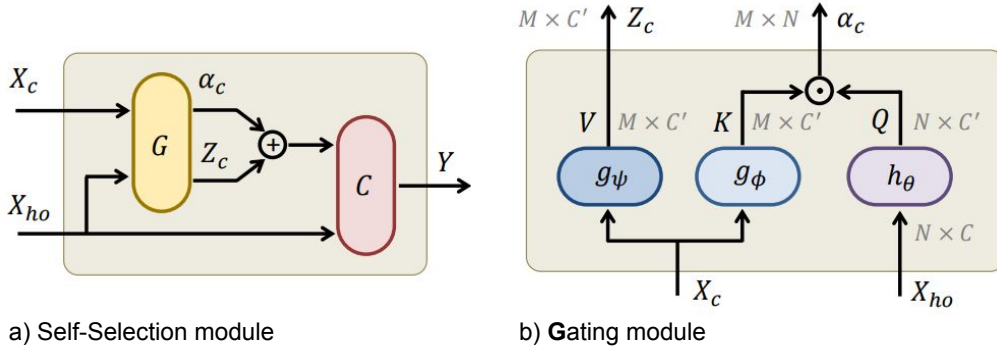 X_c
α_c
G
Z_c
+
C
Y
X_ho
a) Self-Selection module
M × C′ Z_c
M × N α_c
V M × C′
K M × C′
Q N × C′
g_ψ
g_ϕ
h_θ
N × C
X_c
X_ho
b) Gating module